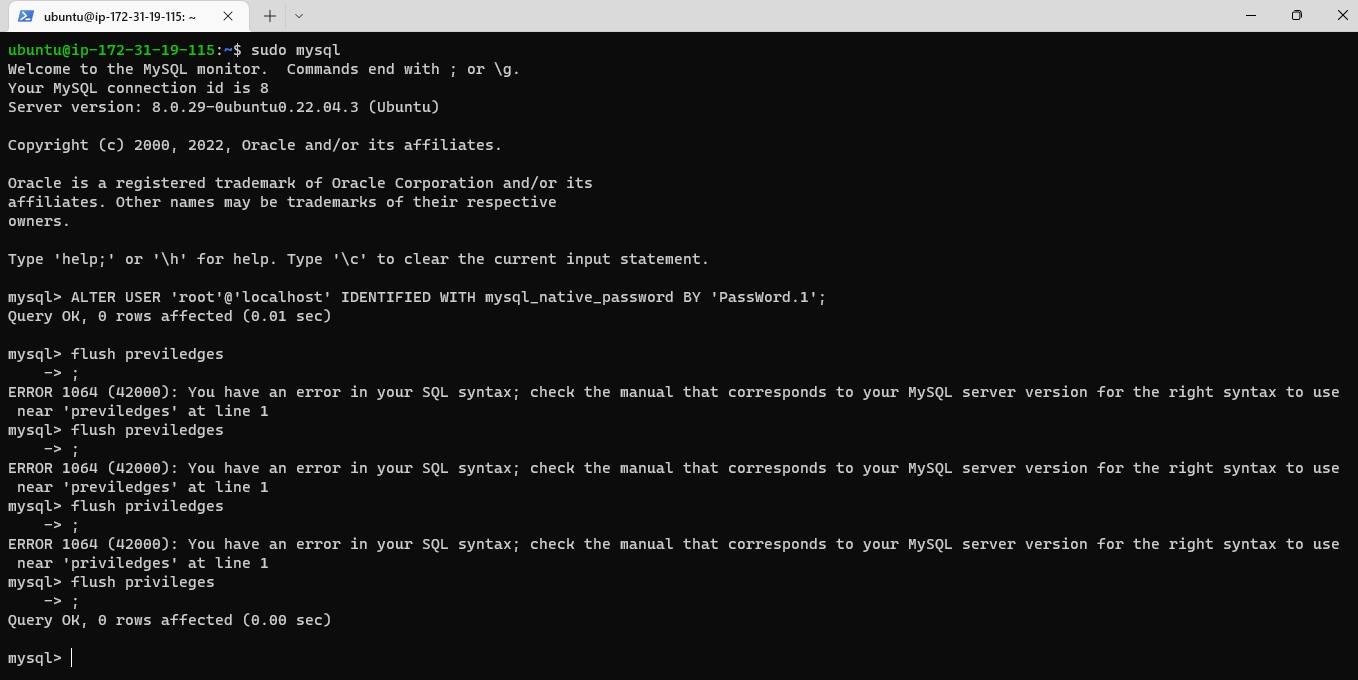 ubuntu@ip-172-31-19-115: ~
ubuntu@ip-172-31-19-115:~$ sudo mysql
Welcome to the MySQL monitor.  Commands end with ; or \g.
Your MySQL connection id is 8
Server version: 8.0.29-0ubuntu0.22.04.3 (Ubuntu)
Copyright (c) 2000, 2022, Oracle and/or its affiliates.
Oracle is a registered trademark of Oracle Corporation and/or its
affiliates. Other names may be trademarks of their respective
owners.
Type 'help;' or '\h' for help. Type '\c' to clear the current input statement.
mysql> ALTER USER 'root'@'localhost' IDENTIFIED WITH mysql_native_password BY 'PassWord.1';
Query OK, 0 rows affected (0.01 sec)
mysql> flush previledges
    -> ;
ERROR 1064 (42000): You have an error in your SQL syntax; check the manual that corresponds to your MySQL server version for the right syntax to use
 near 'previledges' at line 1
mysql> flush previledges
    -> ;
ERROR 1064 (42000): You have an error in your SQL syntax; check the manual that corresponds to your MySQL server version for the right syntax to use
 near 'previledges' at line 1
mysql> flush priviledges
    -> ;
ERROR 1064 (42000): You have an error in your SQL syntax; check the manual that corresponds to your MySQL server version for the right syntax to use
 near 'priviledges' at line 1
mysql> flush privileges
    -> ;
Query OK, 0 rows affected (0.00 sec)
mysql>